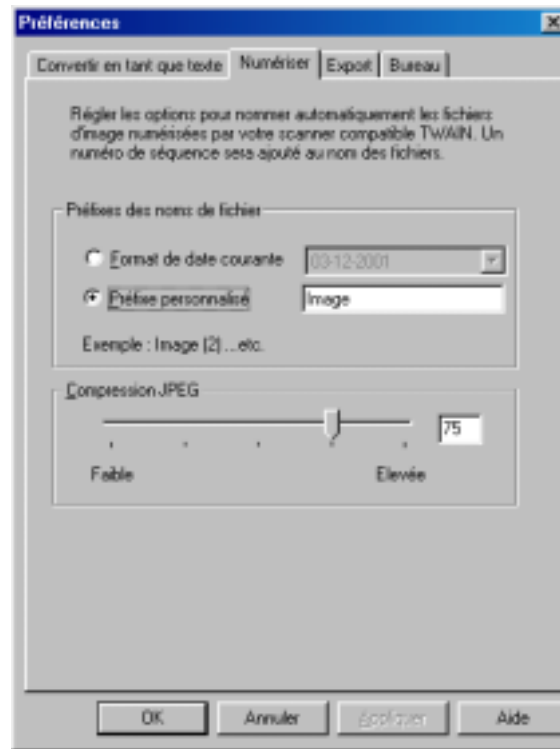 Préférences
Convertir en tant que texte Numériser Export Bureau
Régler les options pour nommer automatiquement les fichiers
d'image numérisées par votre scanner compatible TWAIN. Un
numéro de séquence sera ajouté au nom des fichiers.
Préfixes des noms de fichier
Format de date courante 03-12-2001
Préfixe personnalisé Image
Exemple : Image (2) ...etc.
Compression JPEG
75
Faible Elevée
OK Annuler Appliquer Aide